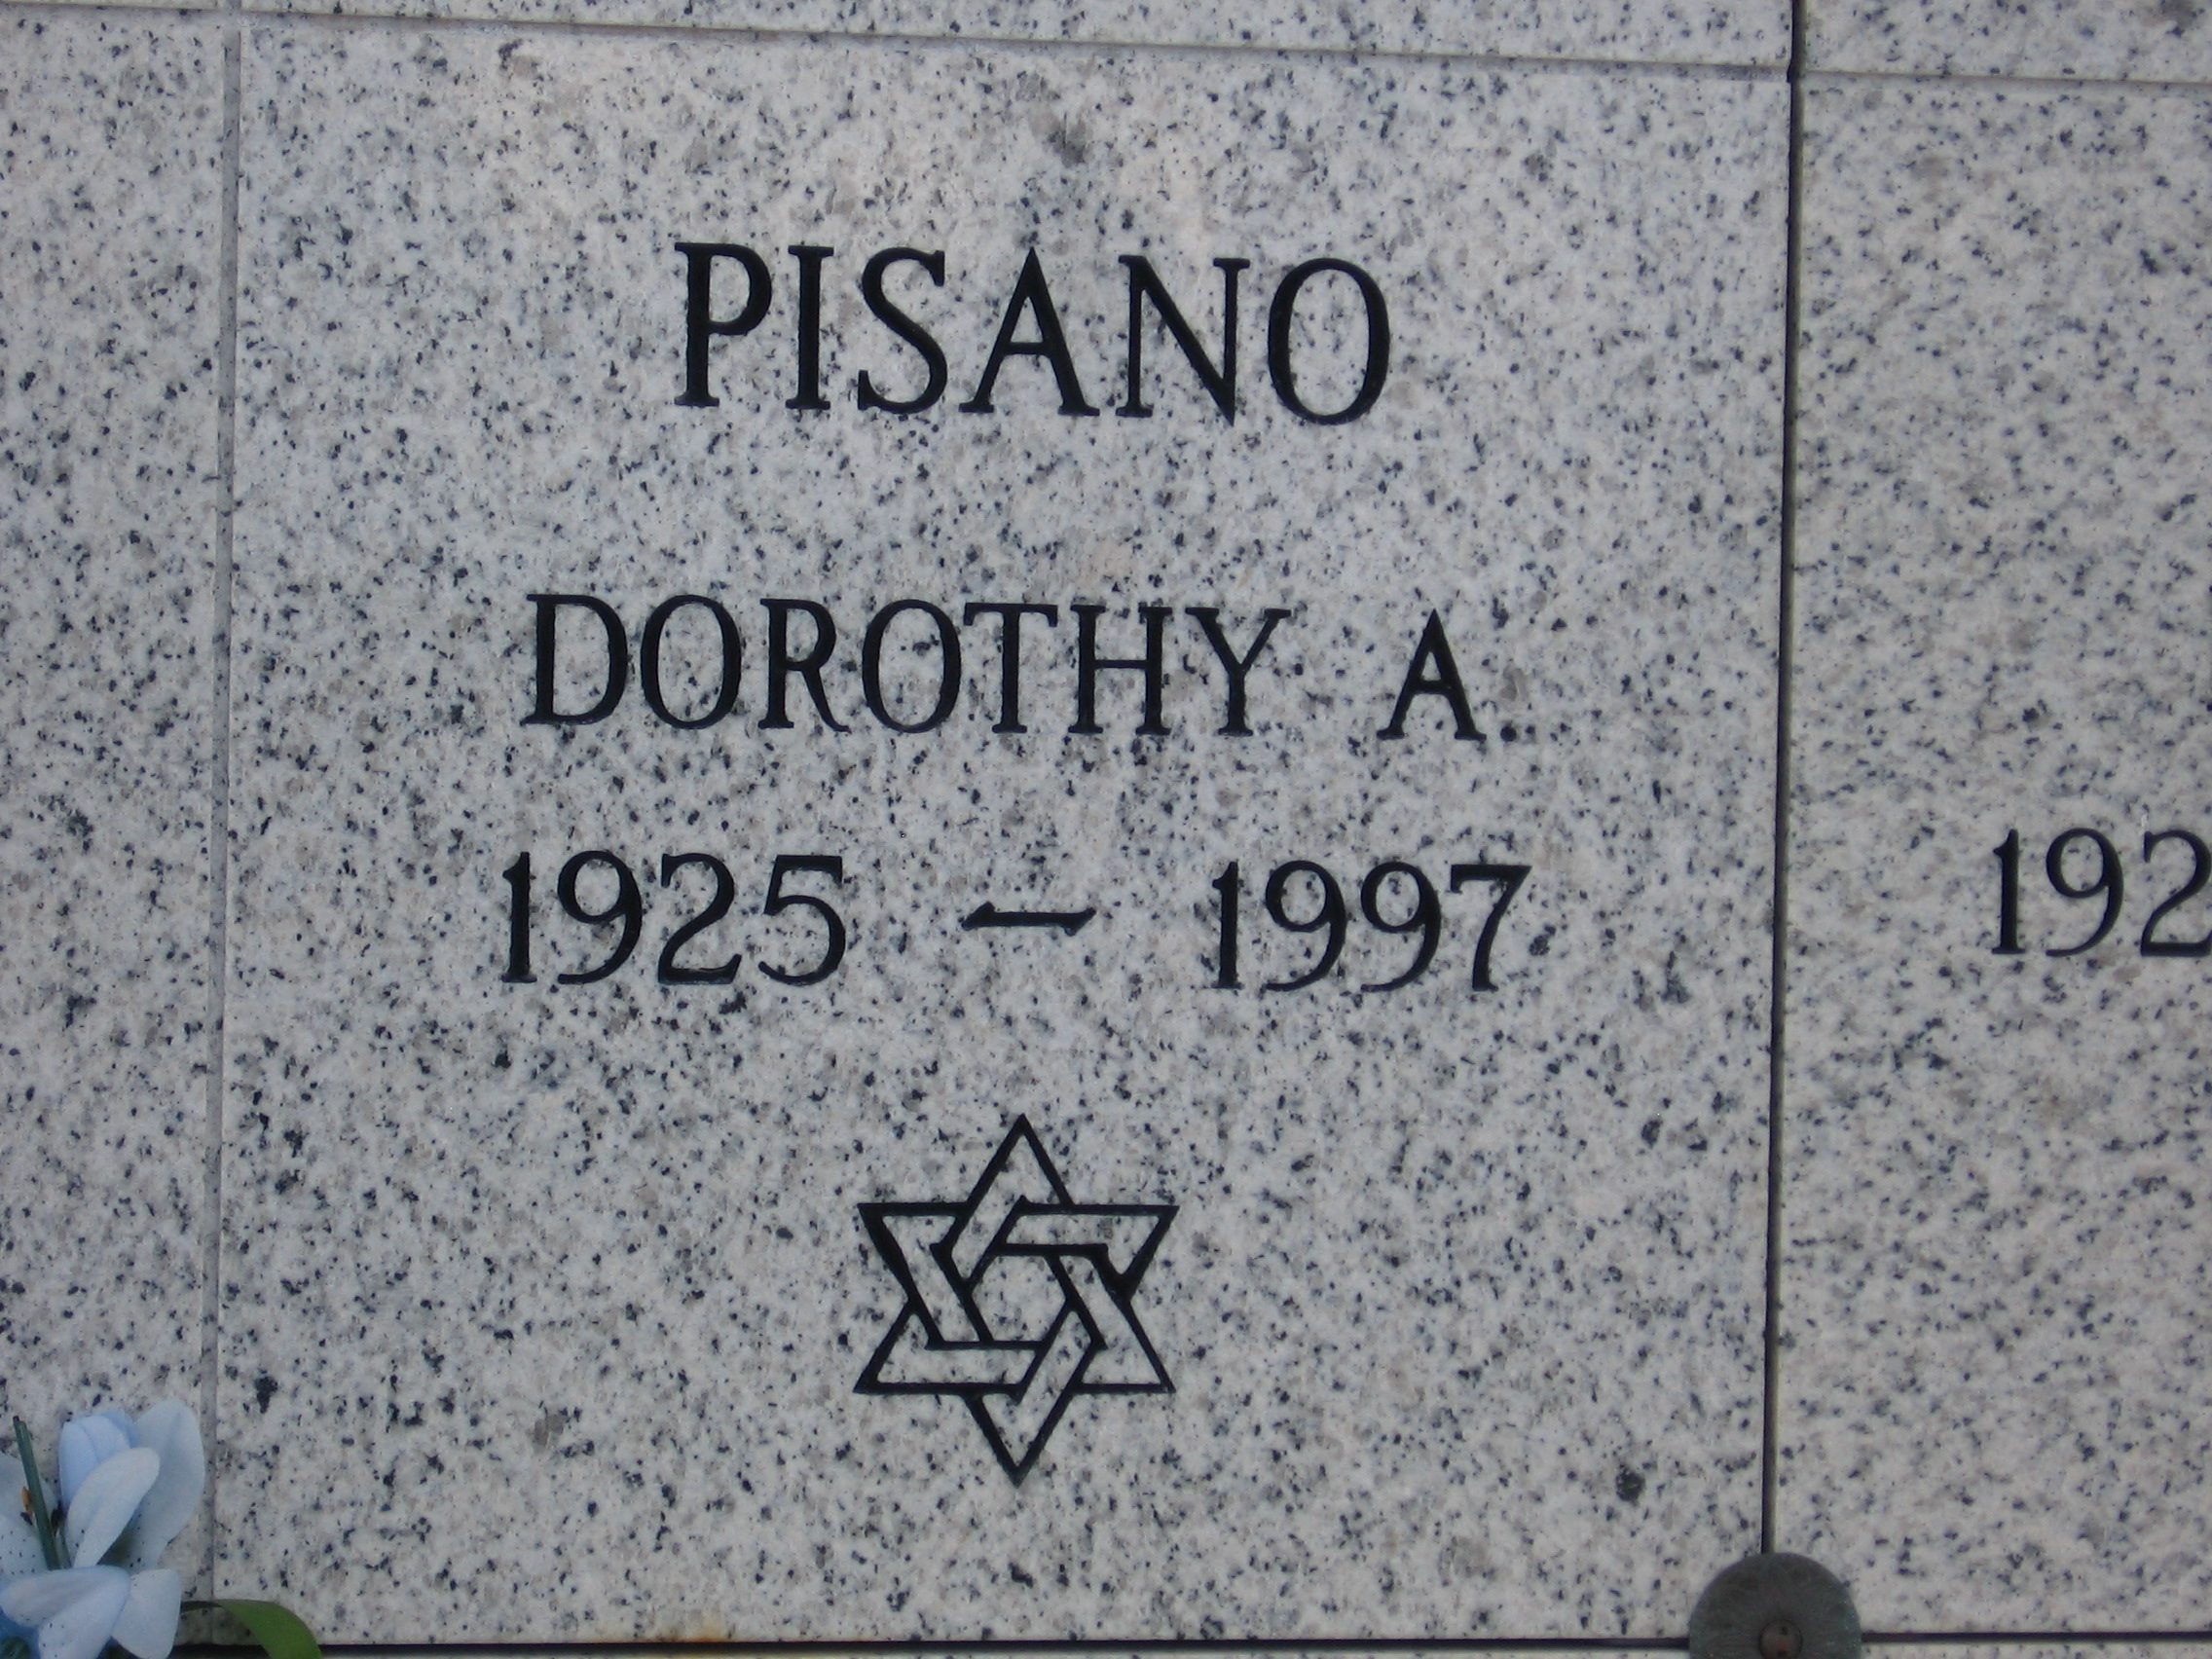 PISANO
DOROTHY A.
1925 — 1997
192